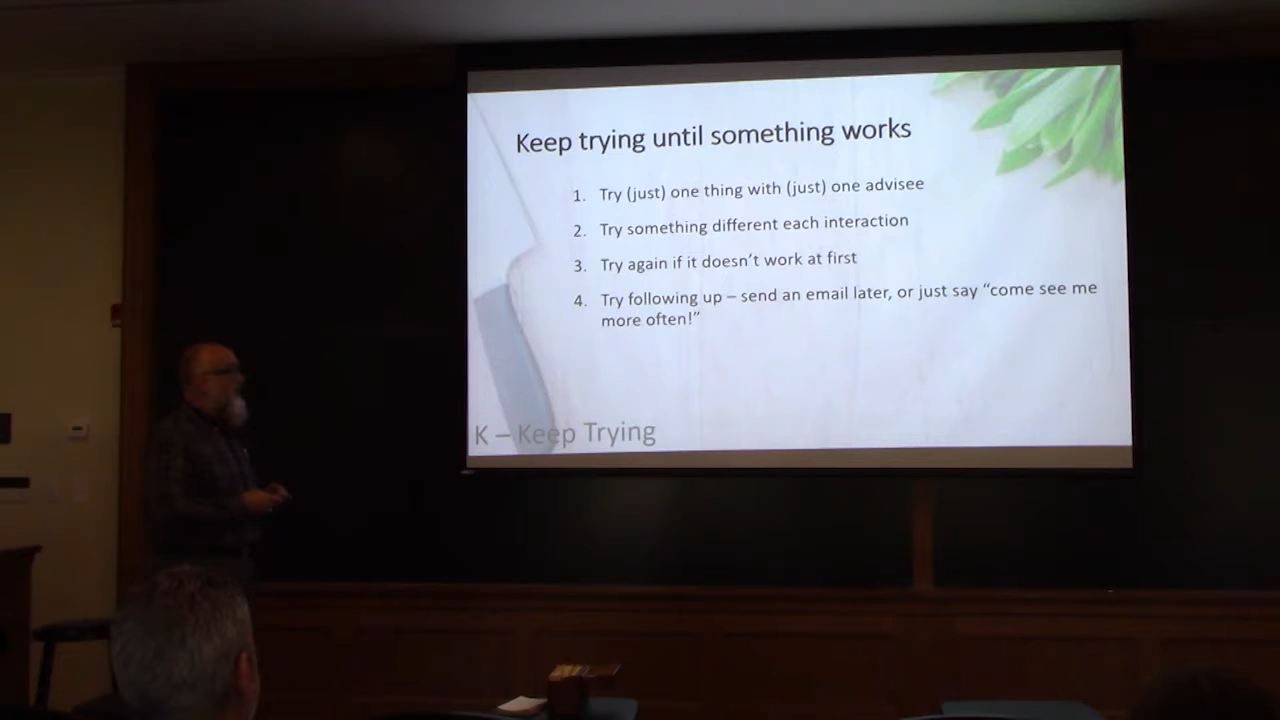 Keep trying until something works
1. Try (just) one thing with (just) one advisee
2. Try something different each interaction
3. Try again if it doesn’t work at first
4. Try following up – send an email later, or just say “come see me
more often!”
K – Keep Trying